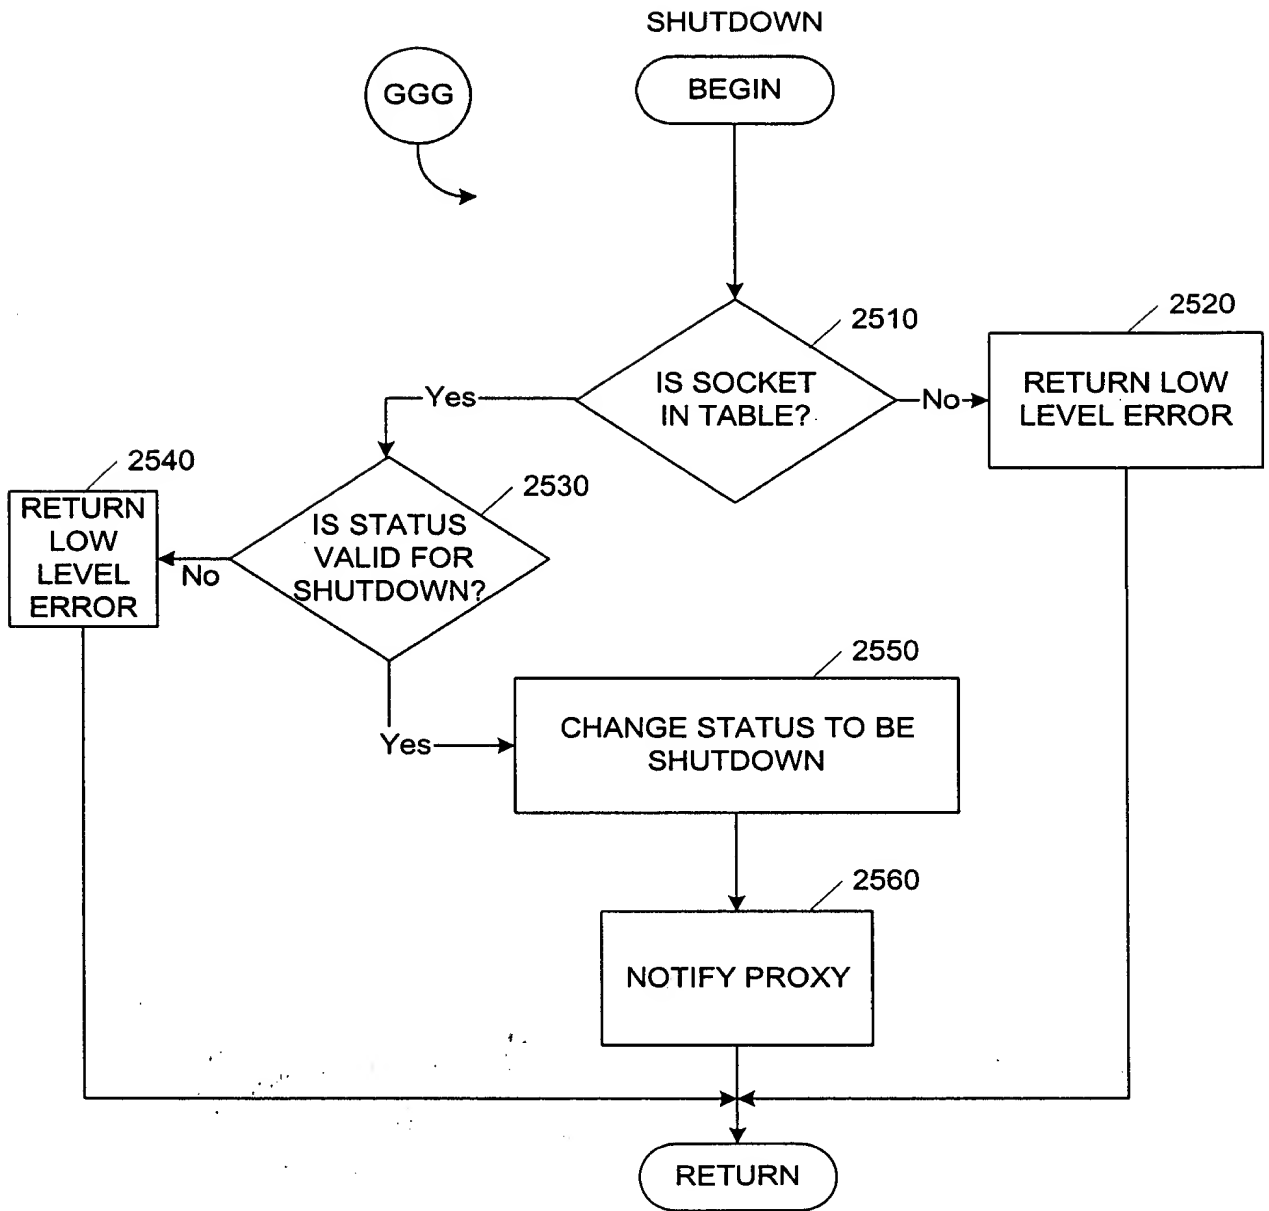 SHUTDOWN
GGG
BEGIN
2510
IS SOCKET
IN TABLE?
Yes
No
2520
RETURN LOW
LEVEL ERROR
2530
IS STATUS
VALID FOR
SHUTDOWN?
2540
RETURN
LOW
LEVEL
ERROR
No
Yes
2550
CHANGE STATUS TO BE
SHUTDOWN
2560
NOTIFY PROXY
RETURN